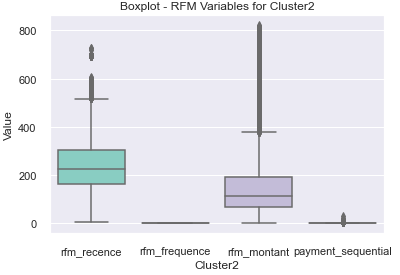 Boxplot - RFM Variables for Cluster2
Value
800
600
400
200
0
rfm_recence rfm_frequence rfm_montant payment_sequential
Cluster2